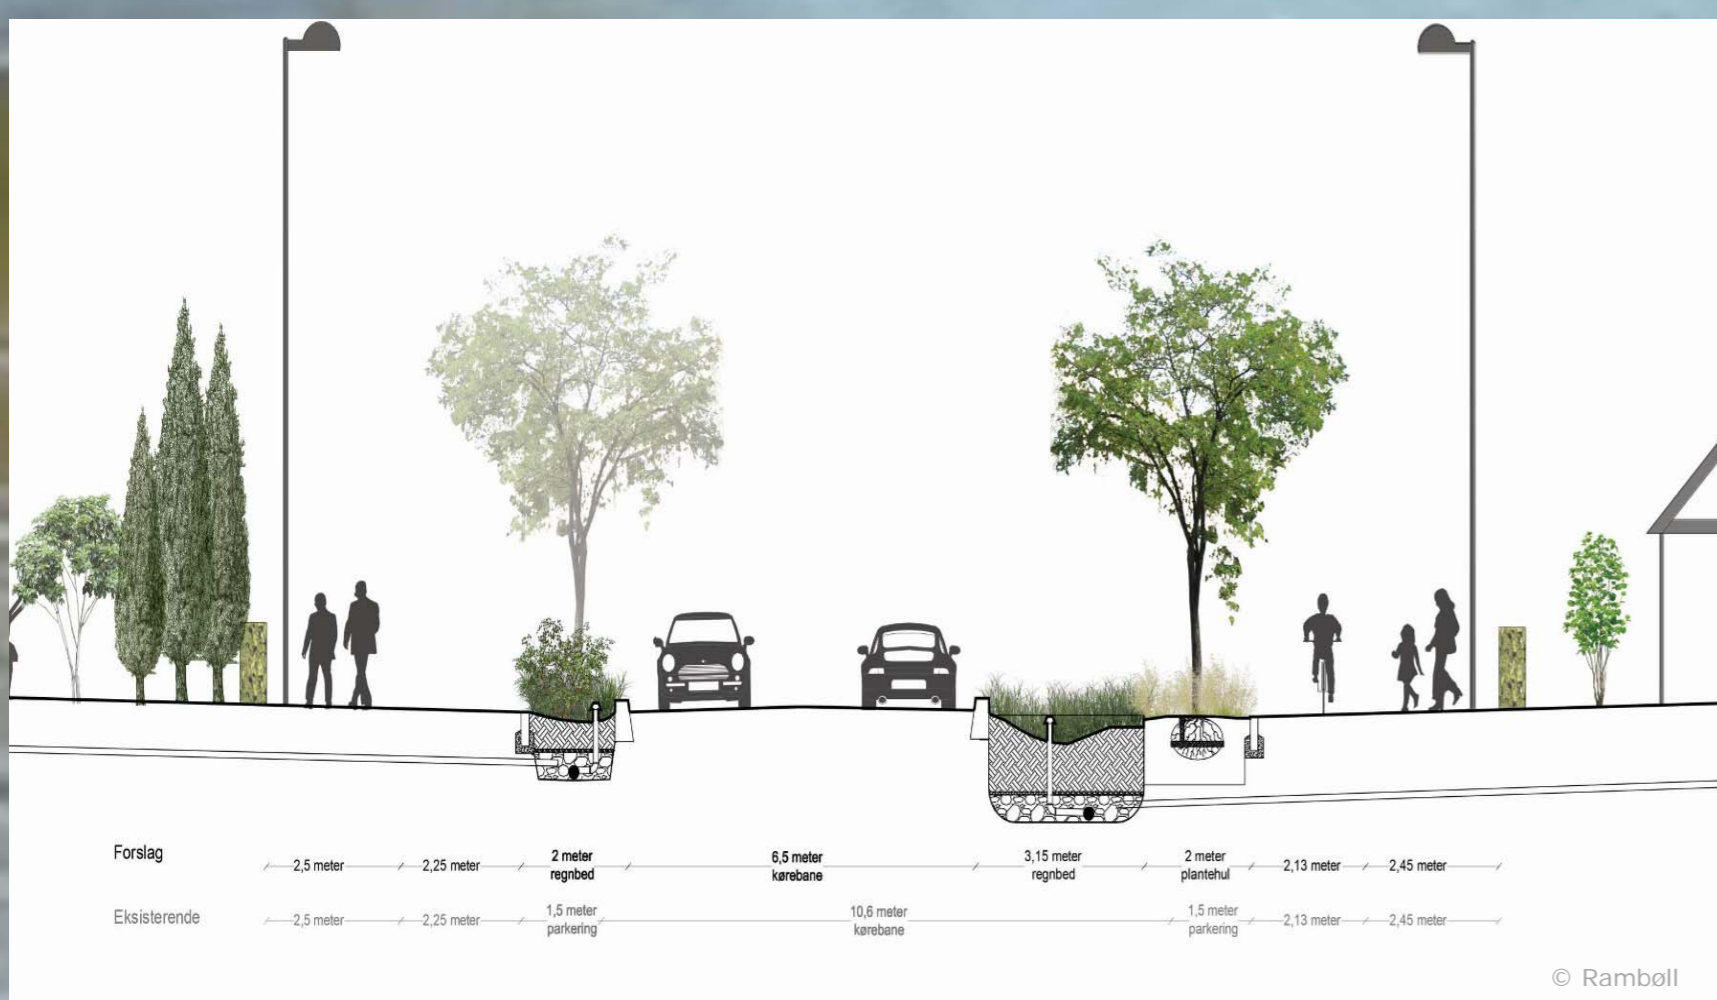 Forslag
2,5 meter
2,25 meter
2 meter
regnbed
6,5 meter
kørebane
3,15 meter
regnbed
2 meter
plantehul
2,13 meter
2,45 meter
Eksisterende
2,5 meter
2,25 meter
1,5 meter
parkering
10,6 meter
kørebane
1,5 meter
parkering
2,13 meter
2,45 meter
© Rambøll